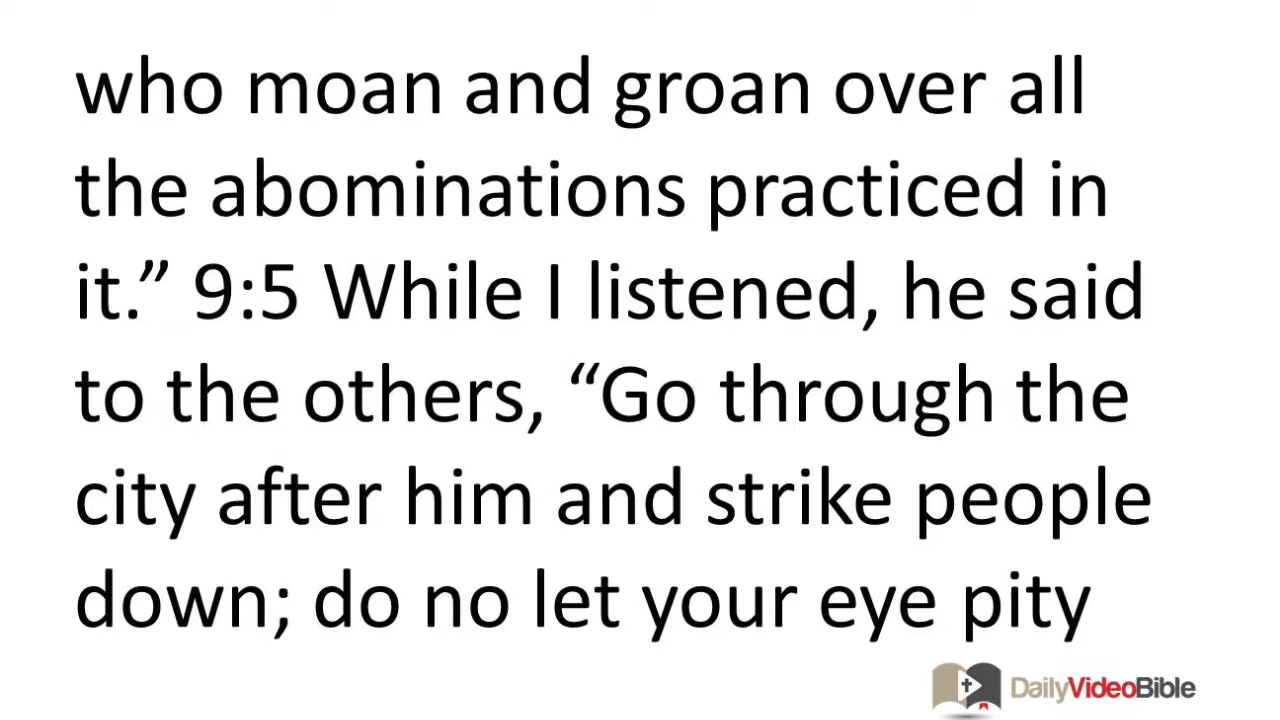 who moan and groan over all
the abominations practiced in
it.” 9:5 While I listened, he said
to the others, “Go through the
city after him and strike people
down; do no let your eye pity
DailyVideoBible